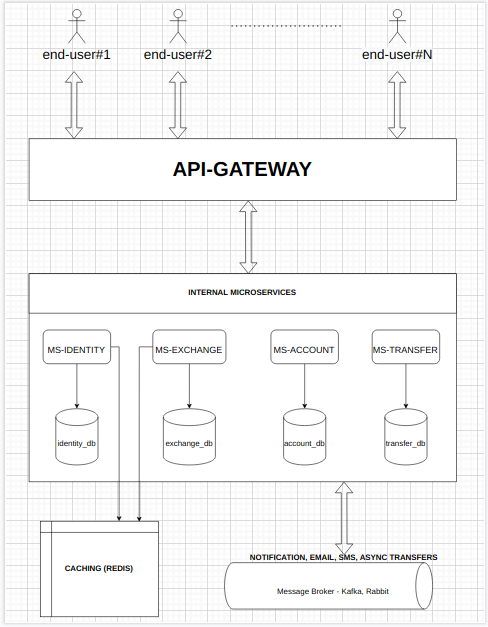 end-user#1
end-user#2
end-user#N
API-GATEWAY
INTERNAL MICROSERVICES
MS-IDENTITY
MS-EXCHANGE
MS-ACCOUNT
MS-TRANSFER
identity_db
exchange_db
account_db
transfer_db
NOTIFICATION, EMAIL, SMS, ASYNC TRANSFERS
CACHING (REDIS)
Message Broker - Kafka, Rabbit